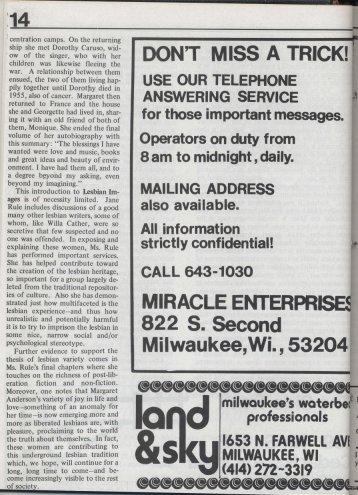 14
centration camps. On the returning
ship she met Dorothy Caruso, wid-
ow of the singer, who with her
children was likewise fleeing the
war. A relationship between them
ensued, the two of them living hap-
pily together until Dorothy died in
1955, also of cancer. Margaret then
returned to France and the house
she and Georgette had lived in, shar-
ing it with an old friend of both of
them, Monique. She ended the final
volume of her autobiography with
this summary: "The blessings I have
wanted were love and music, books
and great ideas and beauty of envir-
onment. I have had them all, and to
a degree bgyond my asking, even
beyond my imagining."
This introduction to Lesbian Im-
ages is of necessity limited. Jane
Rule includes discussions of a good
many other lesbian writers, some of
whom, like Willa Cather, were so
secretive that few suspected and no
one was offended. In exposing and
explaining these women, Ms. Rule
has performed important services.
She has helped contribute toward
the creation of the lesbian heritage,
so important for a group largely de-
leted from the traditional repositor-
ies of culture. Also she has demon-
strated just how multifaceted is the
lesbian experience—and thus how
unrealistic and potentially harmful
it is to try to imprison the lesbian in
some nice, narrow social and/or
psychological stereotype.
Further evidence to support the
thesis of lesbian variety comes in
Ms. Rule's final chapters where she
touches on the richness of post-lib-
eration fiction and non-fiction.
Moreover, one notes that Margaret
Anderson's variety of joy in life and
love—something of an anomaly for
her time—is now emerging more and
more as liberated lesbians are, with
pleasure, proclaiming to the world
the truth about themselves. In fact,
these women are contributing to
this underground lesbian tradition
which, we hope, will continue for a
long, long time to come—and be-
come increasingly visible to the rest
of society.
DON'T MISS A TRICK!
USE OUR TELEPHONE
ANSWERING SERVICE
for those important messages.
Operators on duty from
8 am to midnight, daily.
MAILING ADDRESS
also available.
All information
strictly confidential!
CALL 643-1030
MIRACLE ENTERPRISES
822 S. Second
Milwaukee, Wi., 53204
land
& sky
milwaukee's waterbe
professionals
1653 N. FARWELL AV
MILWAUKEE, WI
(414) 272-3319